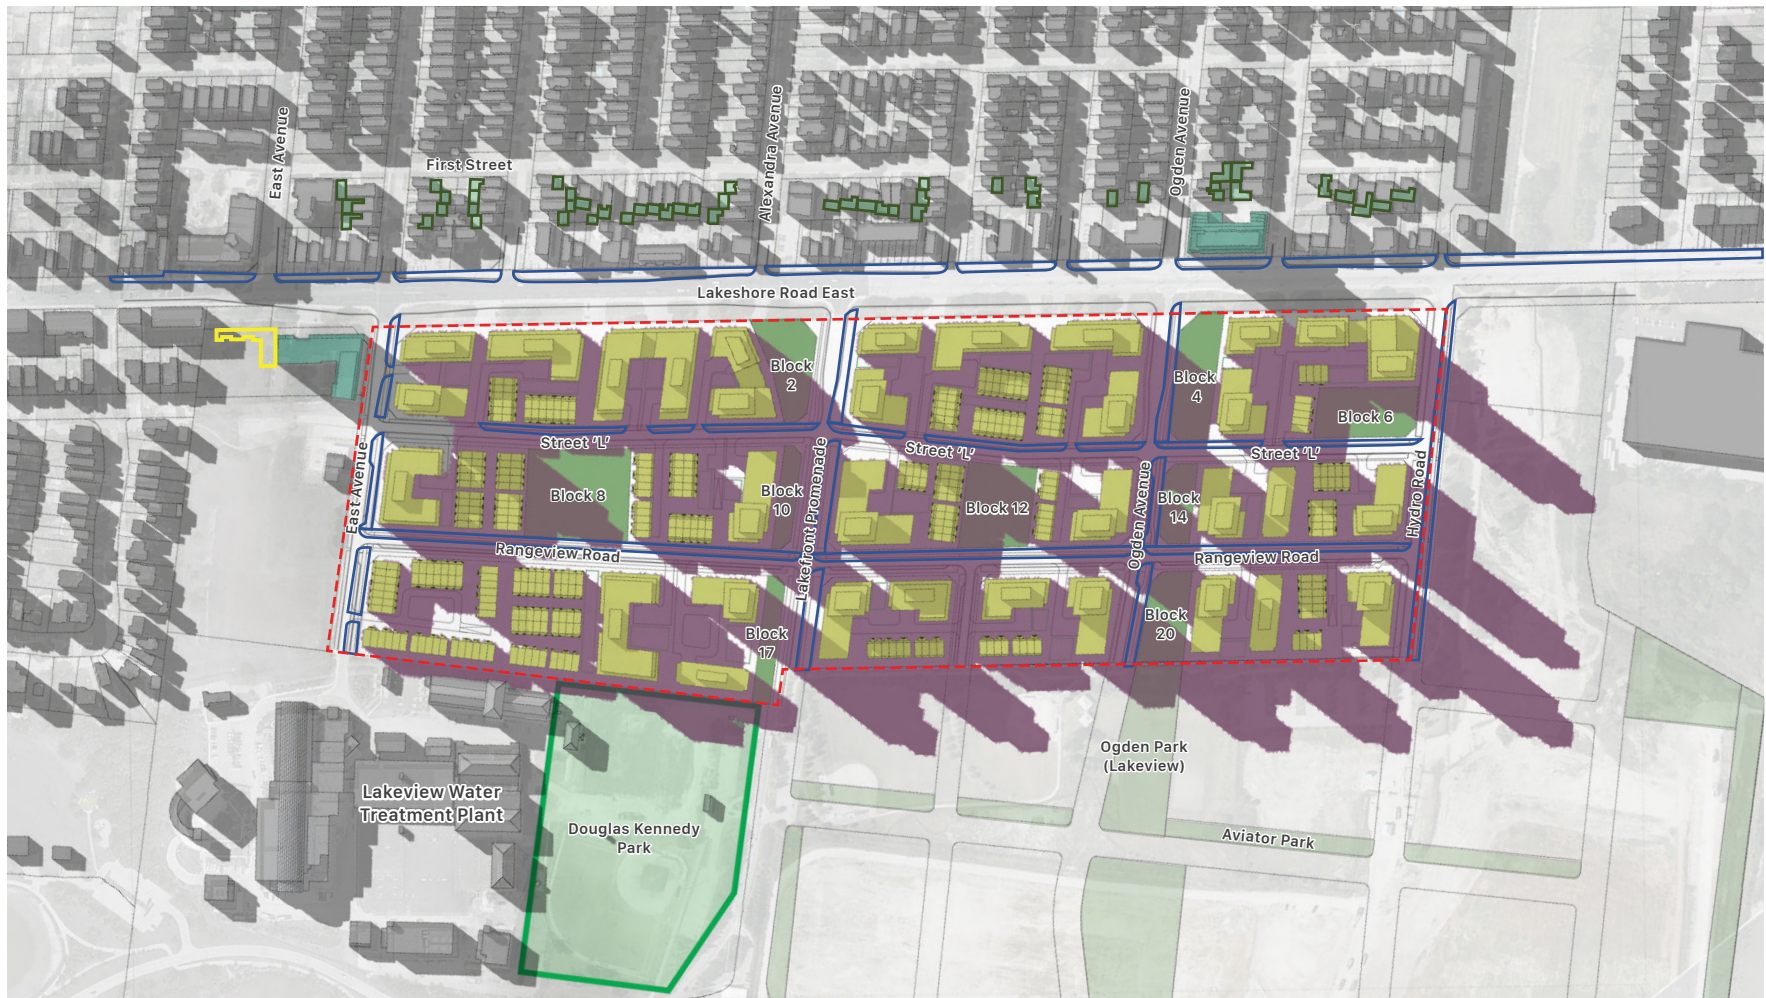 East Avenue
First Street
Alexandra Avenue
Ogden Avenue
Lakeshore Road East
Block
2
Block
4
Block 6
Street ‘L’
Street ‘L’
Street ‘L’
East Avenue
Block 8
Block
10
Lakefront Promenade
Block 12
Ogden Avenue
Block
14
Hydro Road
Rangeview Road
Rangeview Road
Block
17
Block
20
Ogden Park
(Lakeview)
Lakeview Water
Treatment Plant
Douglas Kennedy
Park
Aviator Park